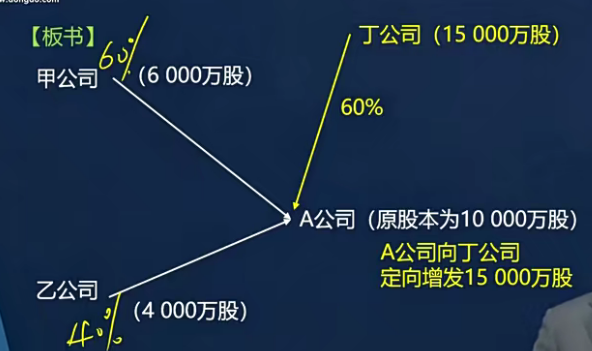 www.dongao.com
【板书】
60%
甲公司
(6 000万股)
丁公司（15 000万股）
60%
A公司（原股本为10 000万股）
A公司向丁公司
定向增发15 000万股
乙公司
(4 000万股)
40%